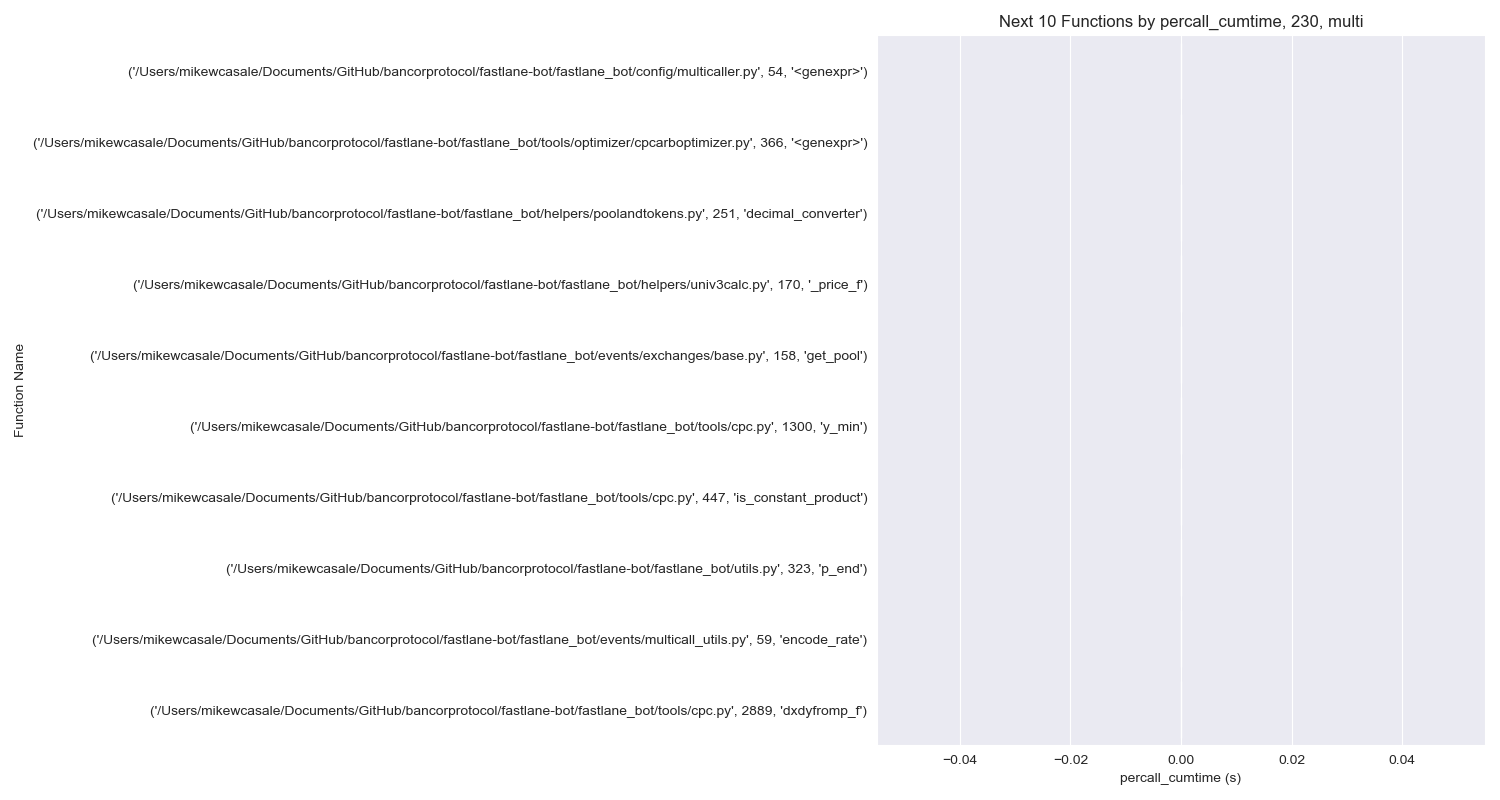 Next 10 Functions by percall_cumtime, 230, multi
('/Users/mikewcasale/Documents/GitHub/bancorprotocol/fastlane-bot/fastlane_bot/config/multicaller.py', 54, '<genexpr>')
('/Users/mikewcasale/Documents/GitHub/bancorprotocol/fastlane-bot/fastlane_bot/tools/optimizer/cpcarboptimizer.py', 366, '<genexpr>')
('/Users/mikewcasale/Documents/GitHub/bancorprotocol/fastlane-bot/fastlane_bot/helpers/poolandtokens.py', 251, 'decimal_converter')
('/Users/mikewcasale/Documents/GitHub/bancorprotocol/fastlane-bot/fastlane_bot/helpers/univ3calc.py', 170, '_price_f')
('/Users/mikewcasale/Documents/GitHub/bancorprotocol/fastlane-bot/fastlane_bot/events/exchanges/base.py', 158, 'get_pool')
('/Users/mikewcasale/Documents/GitHub/bancorprotocol/fastlane-bot/fastlane_bot/tools/cpc.py', 1300, 'y_min')
('/Users/mikewcasale/Documents/GitHub/bancorprotocol/fastlane-bot/fastlane_bot/tools/cpc.py', 447, 'is_constant_product')
('/Users/mikewcasale/Documents/GitHub/bancorprotocol/fastlane-bot/fastlane_bot/utils.py', 323, 'p_end')
('/Users/mikewcasale/Documents/GitHub/bancorprotocol/fastlane-bot/fastlane_bot/events/multicall_utils.py', 59, 'encode_rate')
('/Users/mikewcasale/Documents/GitHub/bancorprotocol/fastlane-bot/fastlane_bot/tools/cpc.py', 2889, 'dxdyfromp_f')
Function Name
−0.04 −0.02 0.00 0.02 0.04
percall_cumtime (s)